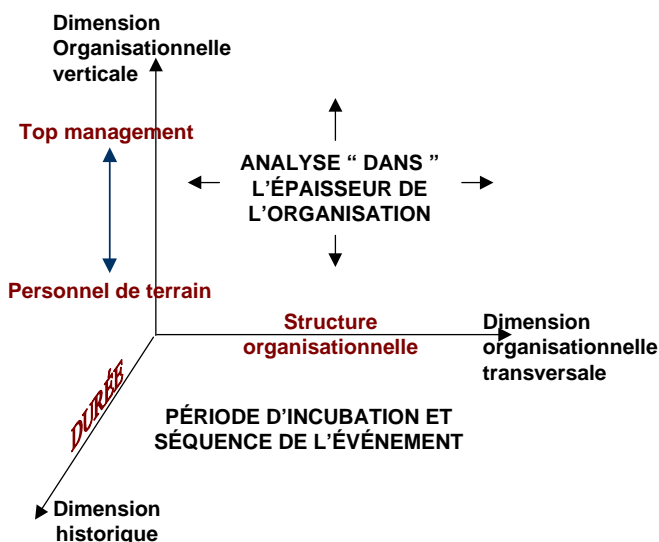 Dimension
Organisationnelle
verticale
Top management
ANALYSE “ DANS ”
L’ÉPAISSEUR DE
L’ORGANISATION
Personnel de terrain
Structure
organisationnelle
Dimension
organisationnelle
transversale
DURÉE
PÉRIODE D’INCUBATION ET
SÉQUENCE DE L’ÉVÉNEMENT
Dimension
historique